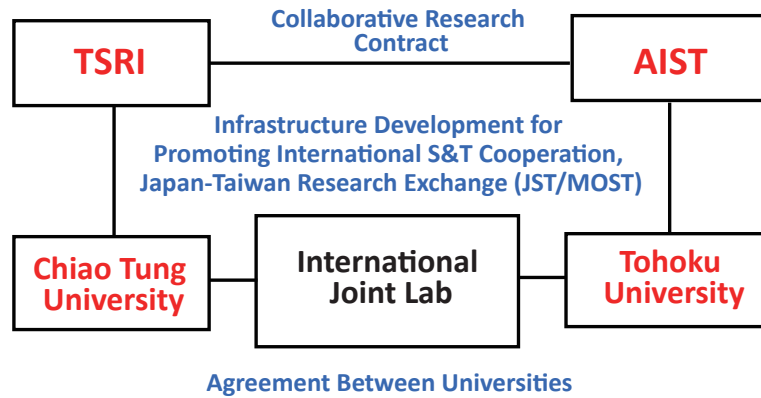 Collaborative Research
Contract
TSRI
AIST
Infrastructure Development for
Promoting International S&T Cooperation,
Japan-Taiwan Research Exchange (JST/MOST)
Chiao Tung
University
International
Joint Lab
Tohoku
University
Agreement Between Universities